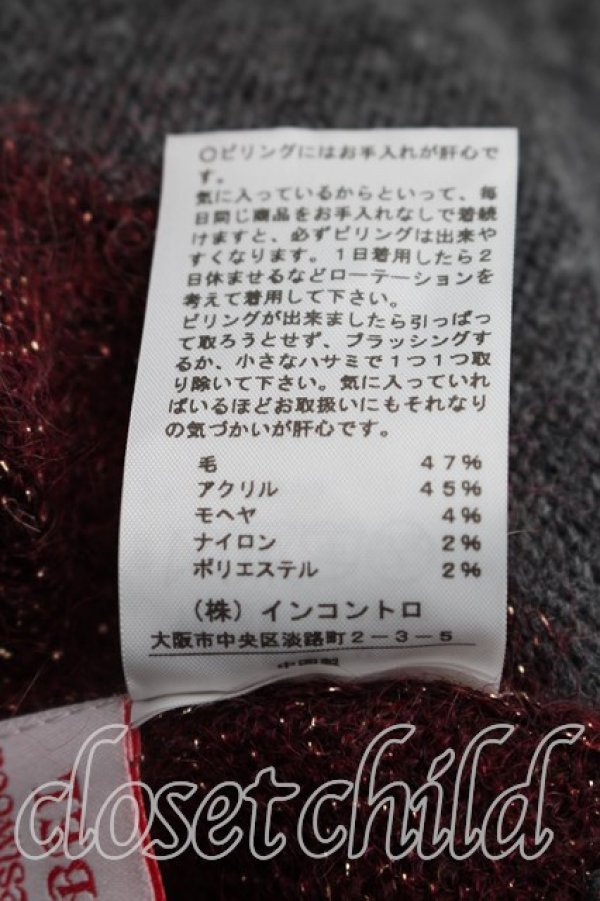 〇ピリングにはお手入れが肝心で
す。
気に入っているからといって、毎
日同じ商品をお手入れなしで着続
けますと、必ずピリングは出来や
すくなります。1日着用したら2
日休ませるなどローテーションを
考えて着用して下さい。
ピリングが出来ましたら引っぱっ
て取ろうとせず、ブラッシングす
るか、小さなハサミで1つ1つ取
り除いて下さい。気に入っていれ
ばいるほどお取扱いにもそれなり
の気づかいが肝心です。
毛 47%
アクリル 45%
モヘヤ 4%
ナイロン 2%
ポリエステル 2%
(株)インコントロ
大阪市中央区淡路町2-3-5
中国製
closet child